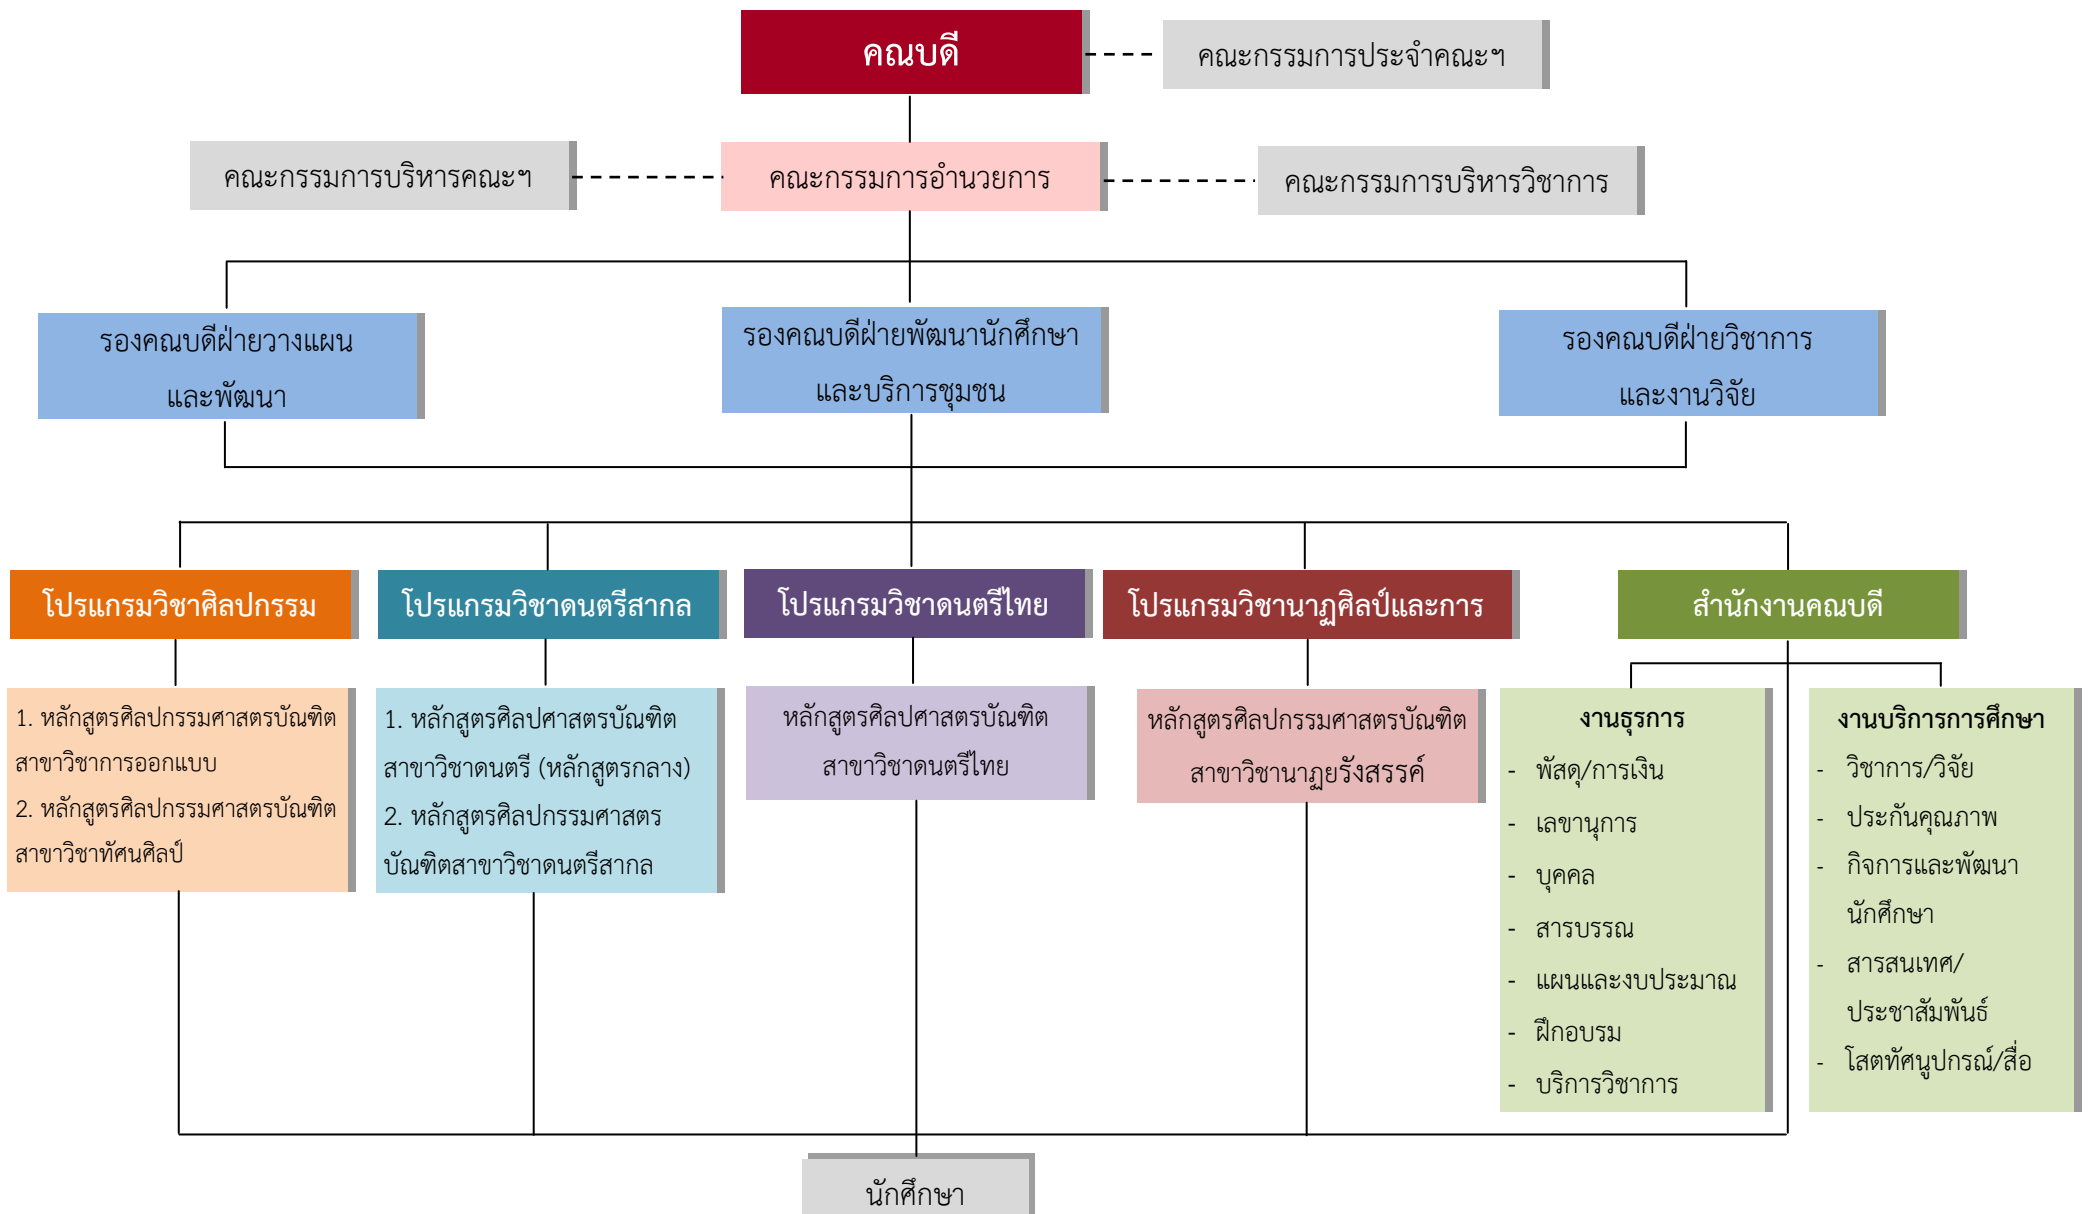 คณบดี
คณะกรรมการประจำคณะฯ
คณะกรรมการบริหารคณะฯ
คณะกรรมการอำนวยการ
คณะกรรมการบริหารวิชาการ
รองคณบดีฝ่ายวางแผน
และพัฒนา
รองคณบดีฝ่ายพัฒนานักศึกษา
และบริการชุมชน
รองคณบดีฝ่ายวิชาการ
และงานวิจัย
โปรแกรมวิชาศิลปกรรม
โปรแกรมวิชาดนตรีสากล
โปรแกรมวิชาดนตรีไทย
โปรแกรมวิชานาฏศิลป์และการ
สำนักงานคณบดี
1. หลักสูตรศิลปกรรมศาสตรบัณฑิต
สาขาวิชาการออกแบบ
2. หลักสูตรศิลปกรรมศาสตรบัณฑิต
สาขาวิชาทัศนศิลป์
1. หลักสูตรศิลปศาสตรบัณฑิต
สาขาวิชาดนตรี (หลักสูตรกลาง)
2. หลักสูตรศิลปกรรมศาสตร
บัณฑิตสาขาวิชาดนตรีสากล
หลักสูตรศิลปศาสตรบัณฑิต
สาขาวิชาดนตรีไทย
หลักสูตรศิลปกรรมศาสตรบัณฑิต
สาขาวิชานาฏยรังสรรค์
งานธุรการ
- พัสดุ/การเงิน
- เลขานุการ
- บุคคล
- สารบรรณ
- แผนและงบประมาณ
- ฝึกอบรม
- บริการวิชาการ
งานบริการการศึกษา
- วิชาการ/วิจัย
- ประกันคุณภาพ
- กิจการและพัฒนา
นักศึกษา
- สารสนเทศ/
ประชาสัมพันธ์
- โสตทัศนูปกรณ์/สื่อ
นักศึกษา